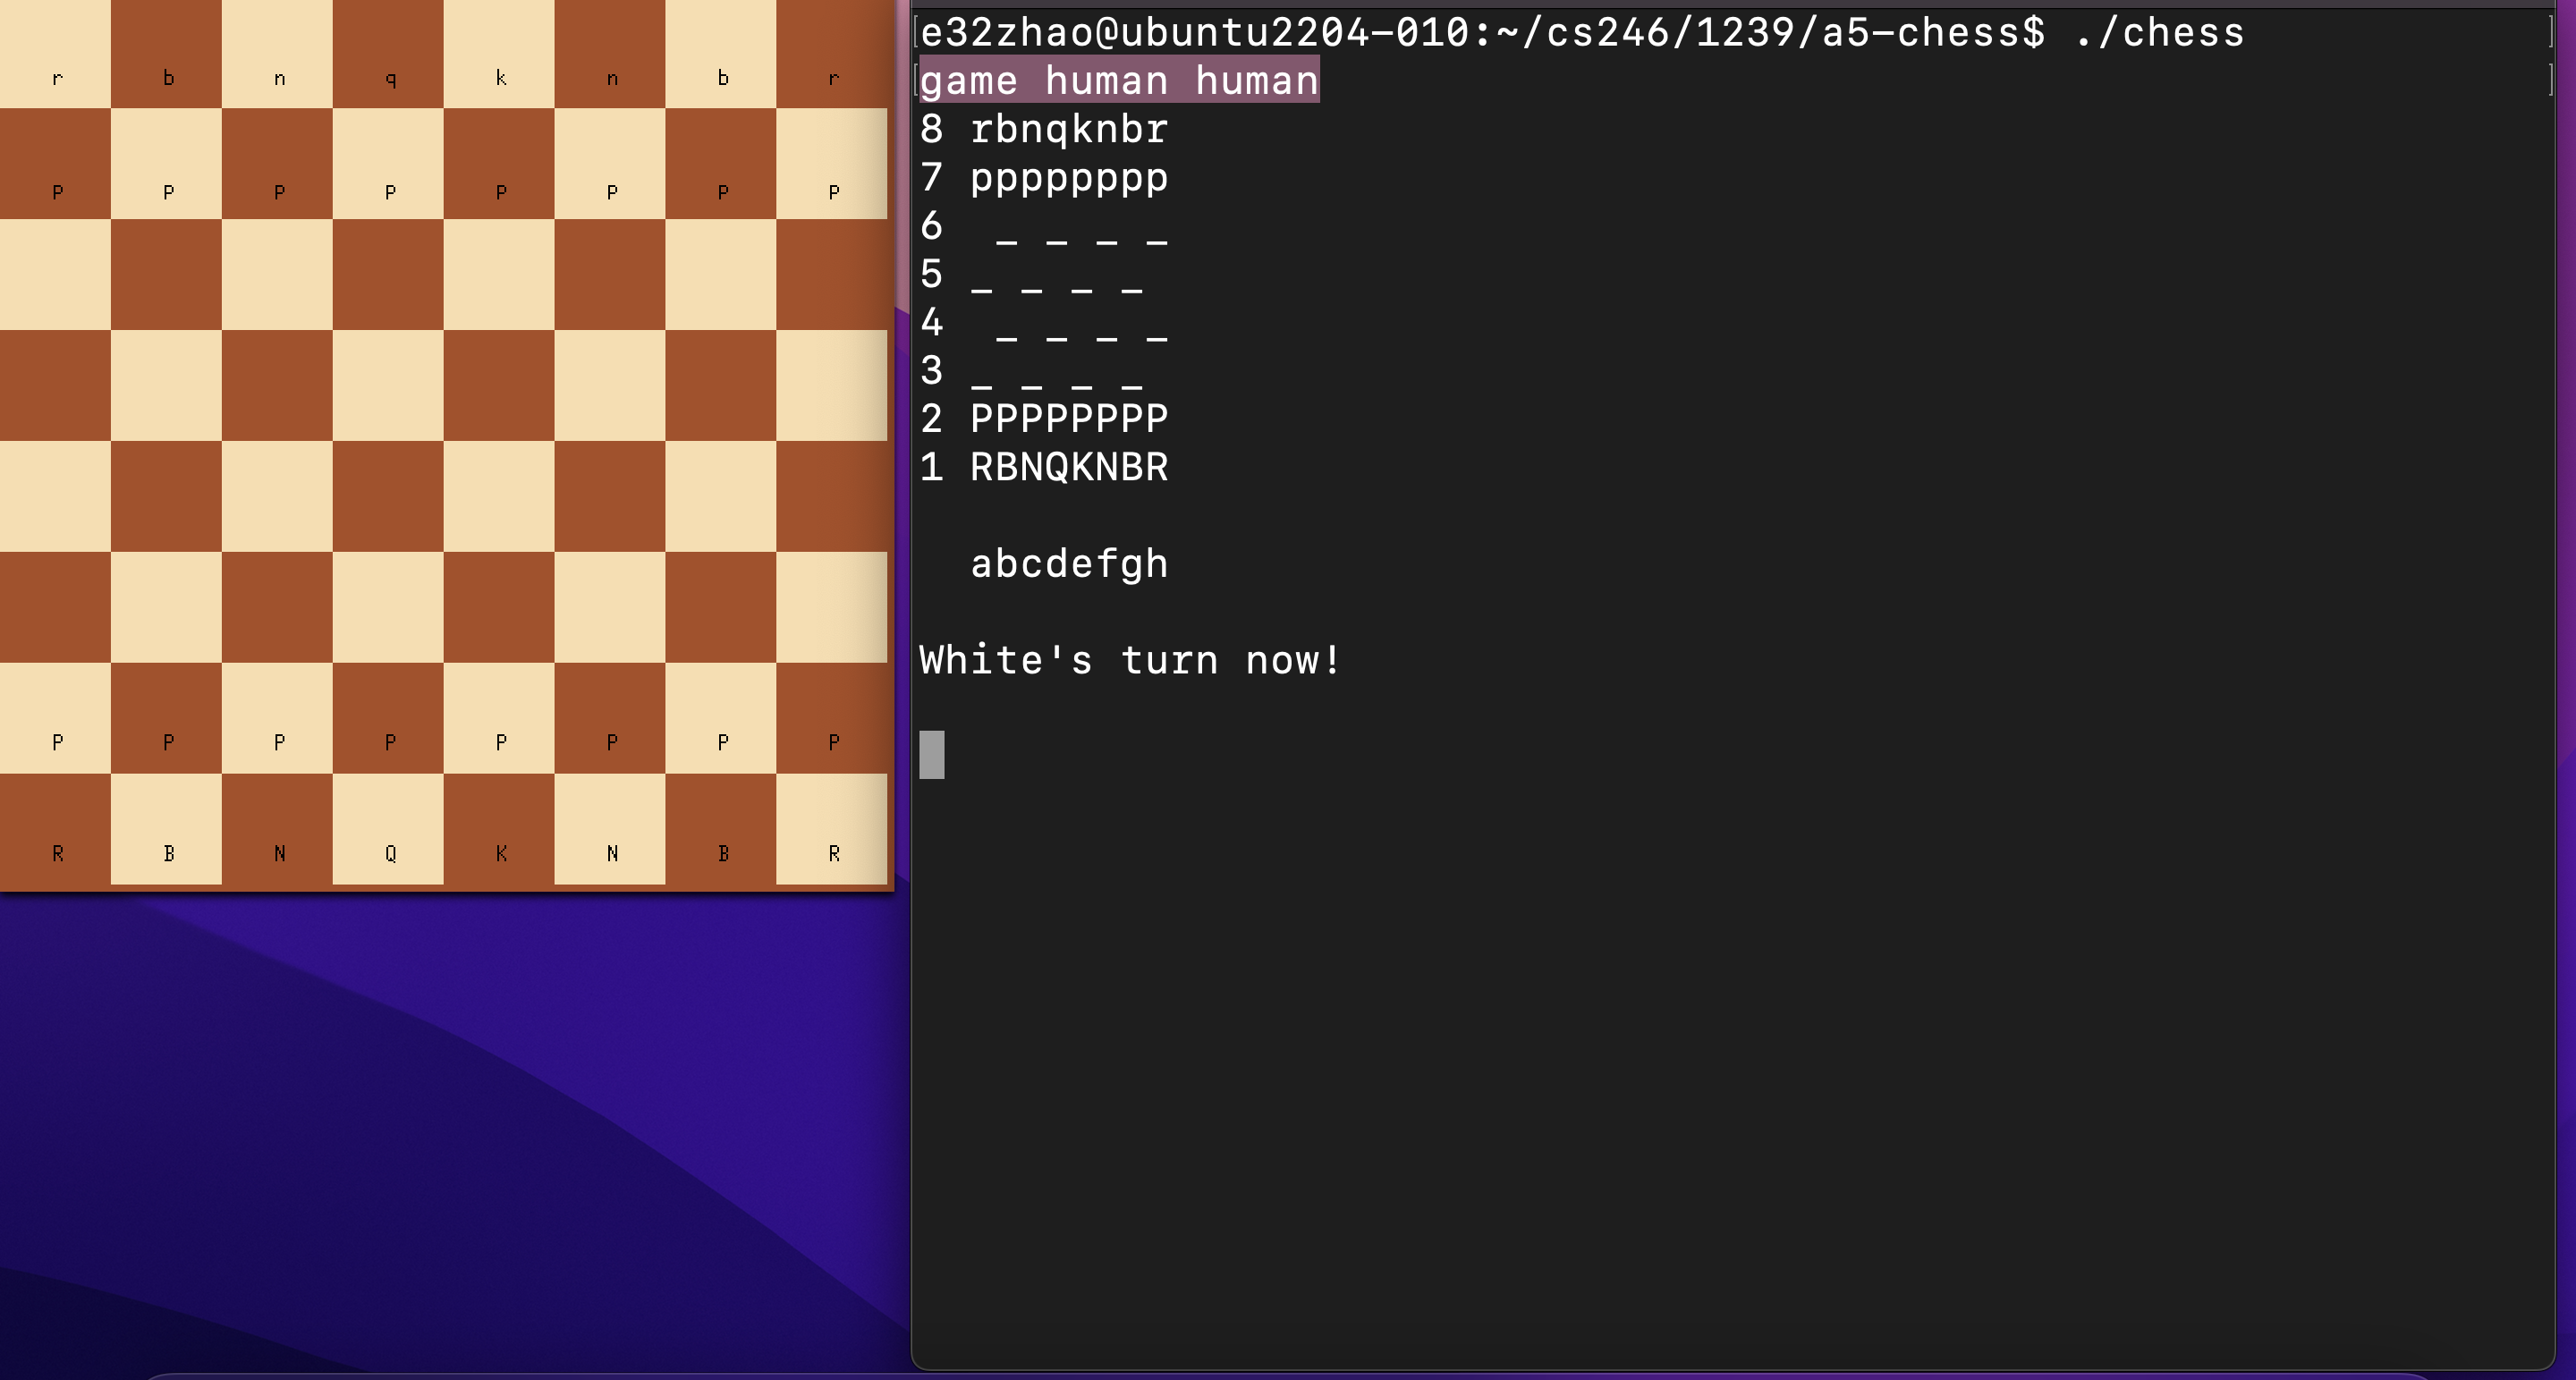 r b n q k n b r
P P P P P P P P
P P P P P P P P
R B N Q K N B R
e32zhao@ubuntu2204-010:~/cs246/1239/a5-chess$ ./chess
game human human
8 rbnqknbr
7 pppppppp
6  _ _ _ _
5 _ _ _ _
4  _ _ _ _
3 _ _ _ _
2 PPPPPPPP
1 RBNQKNBR
abcdefgh
White's turn now!